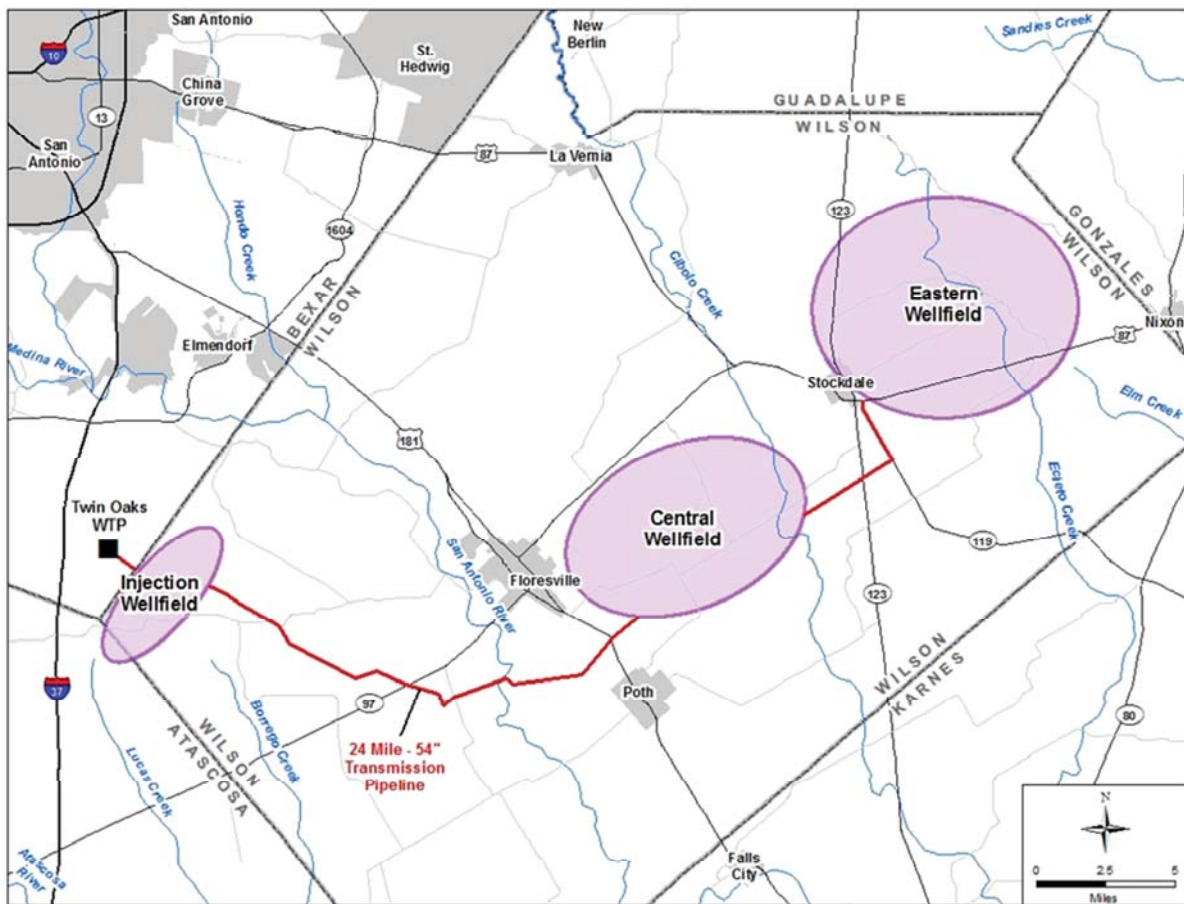 San Antonio
10
St.
Hedwig
New
Berlin
Sandies Creek
China
Grove
13
San
Antonio
87
La Vernia
GUADALUPE
WILSON
123
Hondo Creek
1604
Cibolo Creek
GONZALES
WILSON
BEXAR
WILSON
Eastern
Wellfield
Nixon
87
Elmendorf
Medina River
Stockdale
Elm Creek
181
Ecleto Creek
Twin Oaks
WTP
Central
Wellfield
119
Injection
Wellfield
San Antonio River
Floresville
123
37
97
Poth
WILSON
KARNES
80
WILSON
ATASCOSA
Borrego Creek
Lucas Creek
24 Mile - 54"
Transmission
Pipeline
Atascosa
River
Falls
City
N
0 2.5 5
Miles